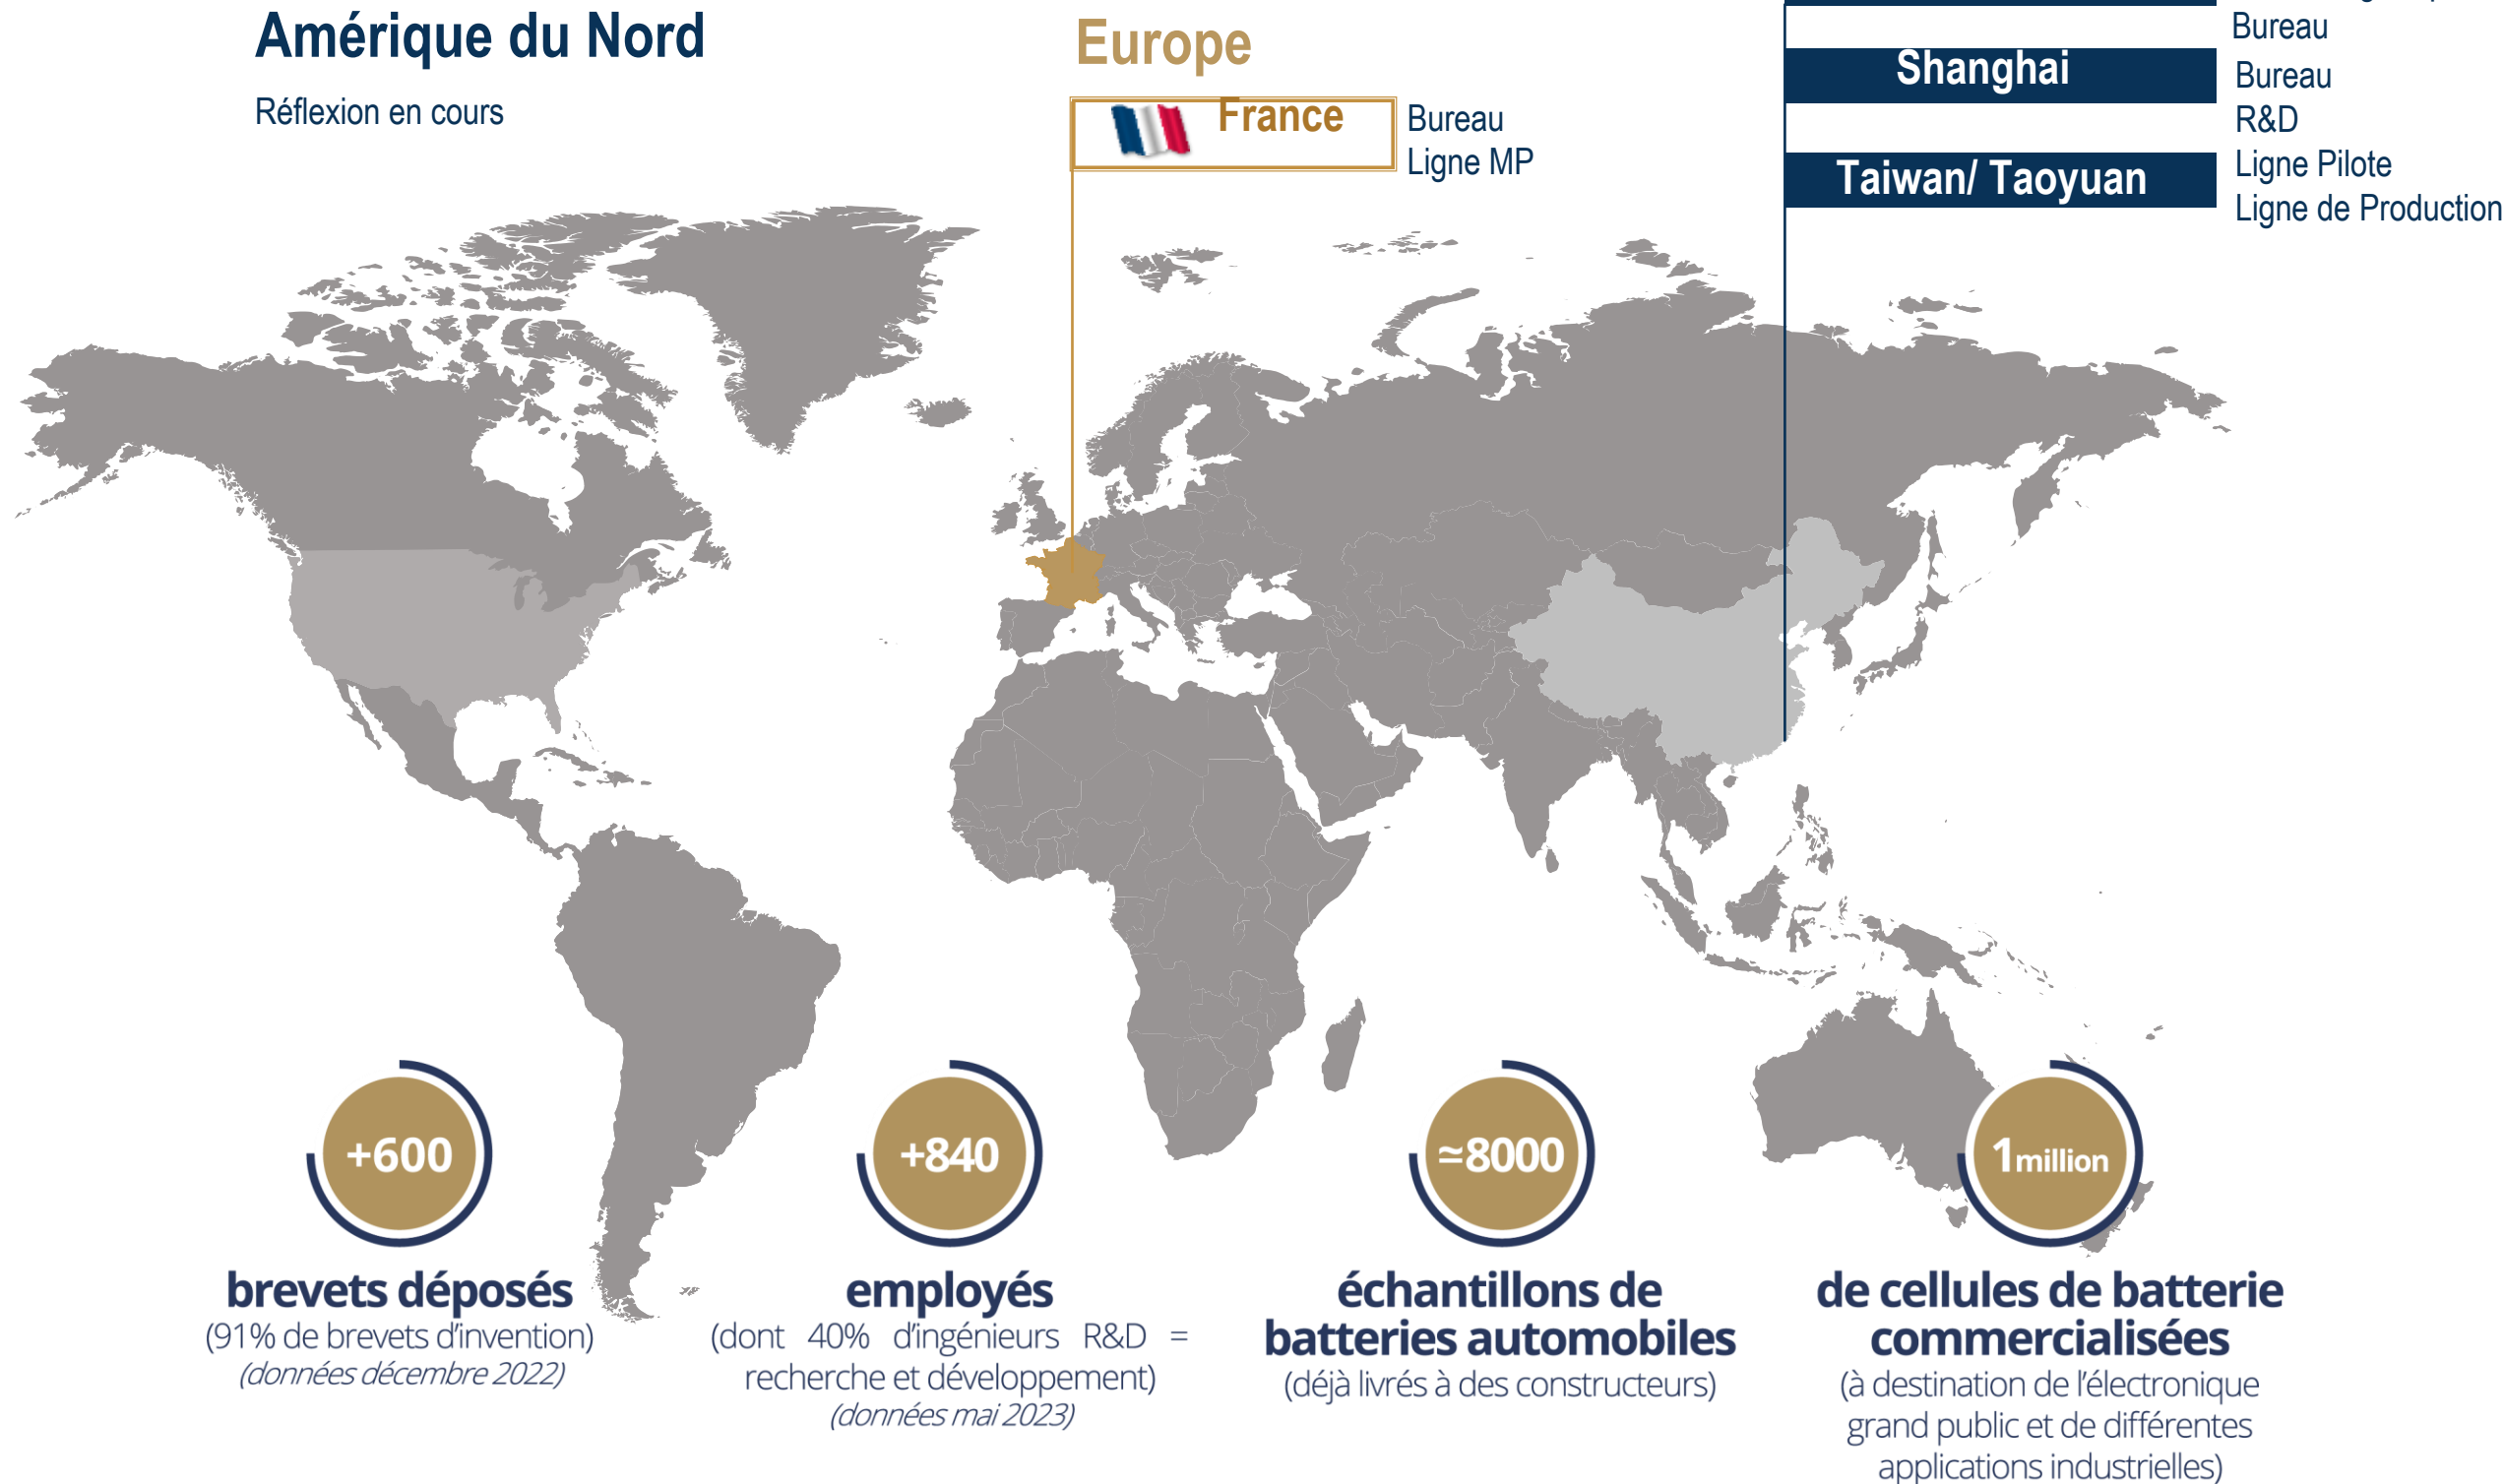 Amérique du Nord
Réflexion en cours
Europe
France
Bureau
Ligne MP
Bureau
Shanghai
Bureau
R&D
Taiwan/ Taoyuan
Ligne Pilote
Ligne de Production
+600
brevets déposés
(91% de brevets d'invention)
(données décembre 2022)
+840
employés
(dont 40% d'ingénieurs R&D =
recherche et développement)
(données mai 2023)
≃8000
échantillons de
batteries automobiles
(déjà livrés à des constructeurs)
1million
de cellules de batterie
commercialisées
(à destination de l'électronique
grand public et de différentes
applications industrielles)